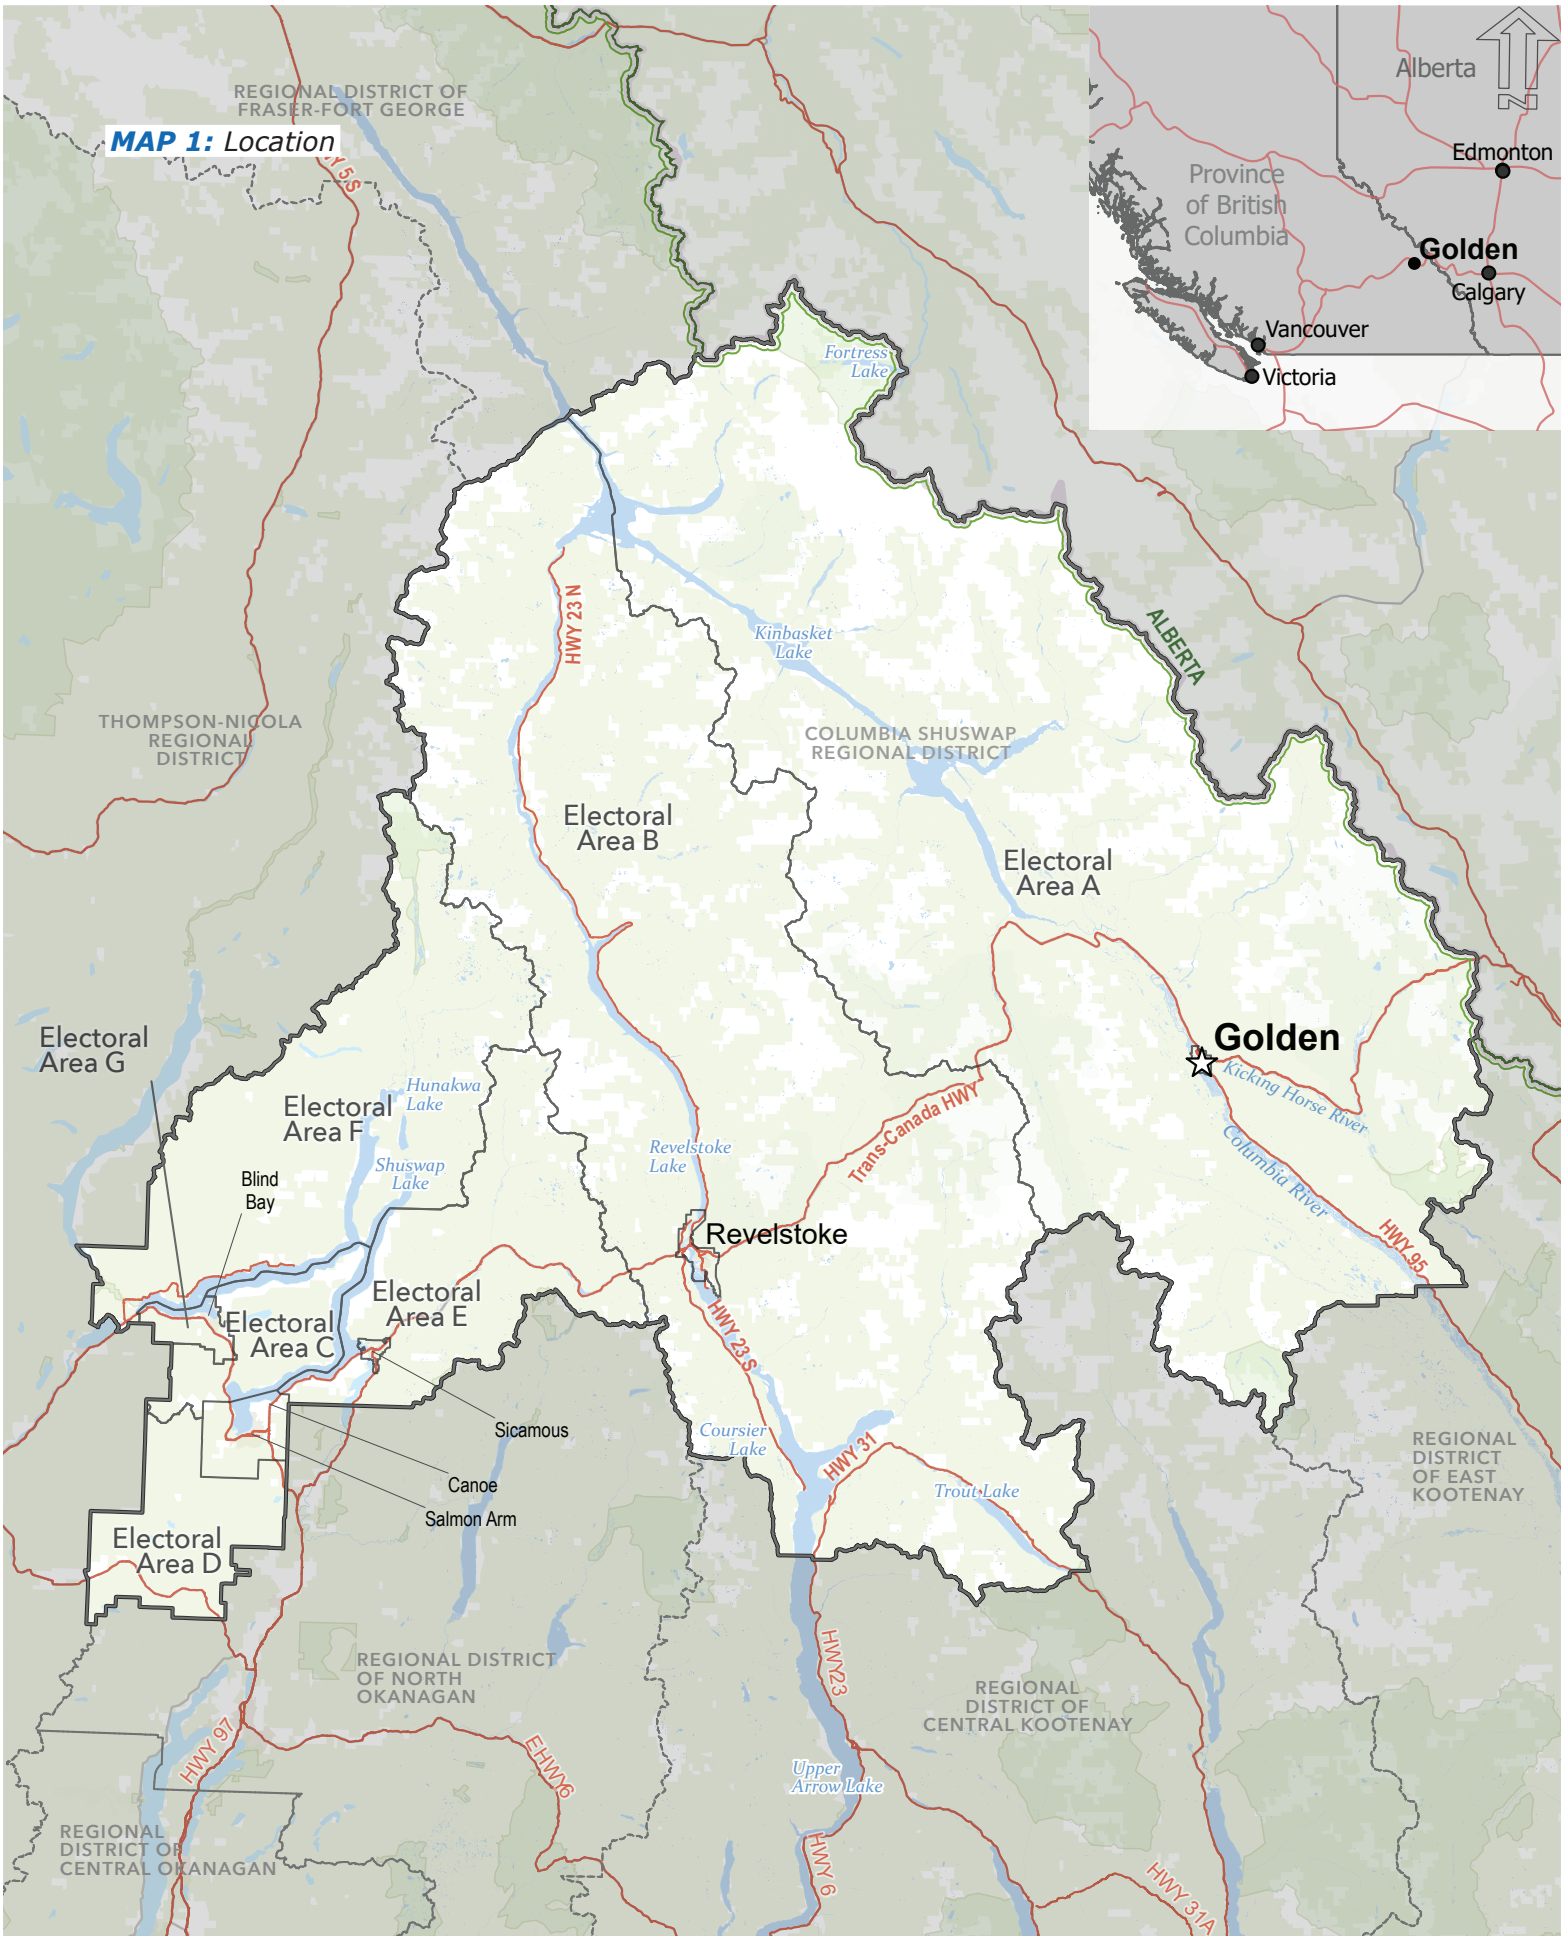 REGIONAL DISTRICT OF
FRASER-FORT GEORGE
MAP 1: Location
Y 5 S
Alberta
N
Edmonton
Province
of British
Columbia
Golden
Calgary
Vancouver
Victoria
Fortress
Lake
HWY 23 N
Kinbasket
Lake
ALBERTA
THOMPSON-NICOLA
REGIONAL
DISTRICT
COLUMBIA SHUSWAP
REGIONAL DISTRICT
Electoral
Area B
Electoral
Area A
Electoral
Area G
Golden
Kicking Horse River
Columbia River
Hunakwa
Lake
Electoral
Area F
Trans-Canada HWY
Revelstoke
Lake
Shuswap
Lake
Blind
Bay
Revelstoke
HWY 95
Electoral
Area E
Electoral
Area C
HWY 23 S
Sicamous
Coursier
Lake
HWY 31
Canoe
Salmon Arm
Trout Lake
REGIONAL
DISTRICT
OF EAST
KOOTENAY
Electoral
Area D
REGIONAL DISTRICT
OF NORTH
OKANAGAN
HWY23
REGIONAL
DISTRICT OF
CENTRAL KOOTENAY
HWY 97
EHWY6
Upper
Arrow Lake
REGIONAL
DISTRICT OF
CENTRAL OKANAGAN
HWY 6
HWY 31A